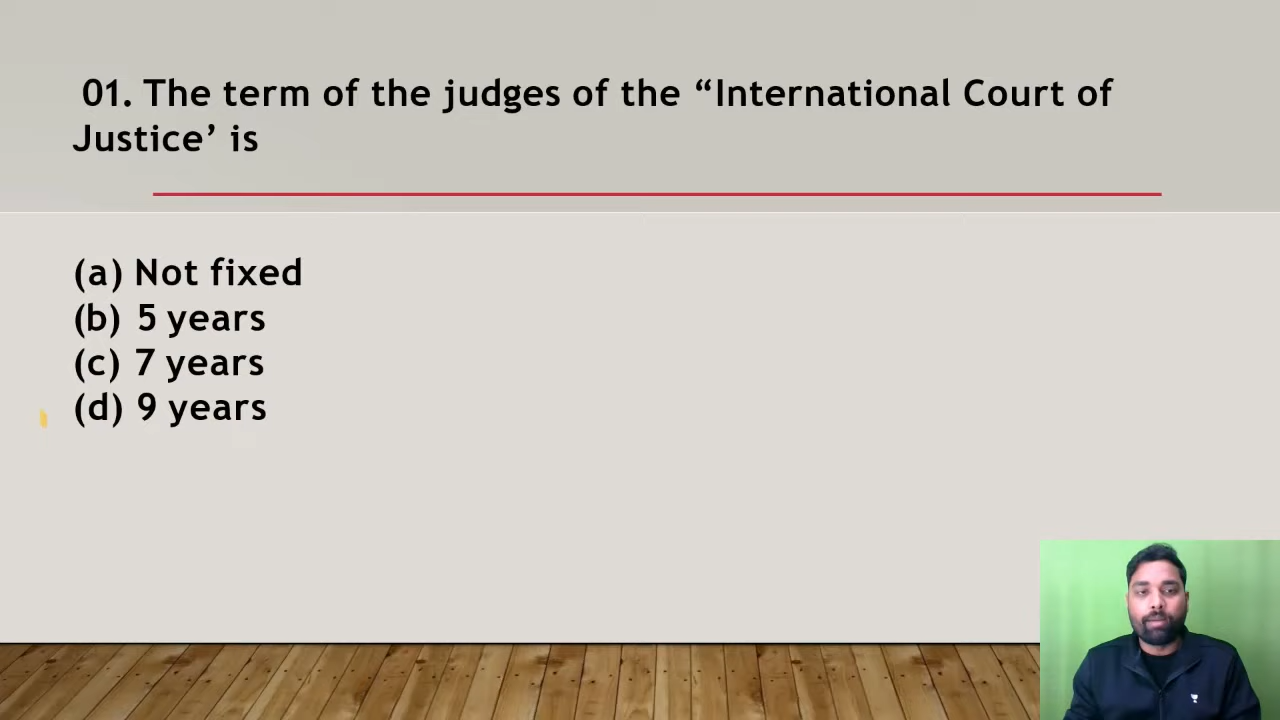 01. The term of the judges of the “International Court of
Justice’ is
(a) Not fixed
(b) 5 years
(c) 7 years
(d) 9 years